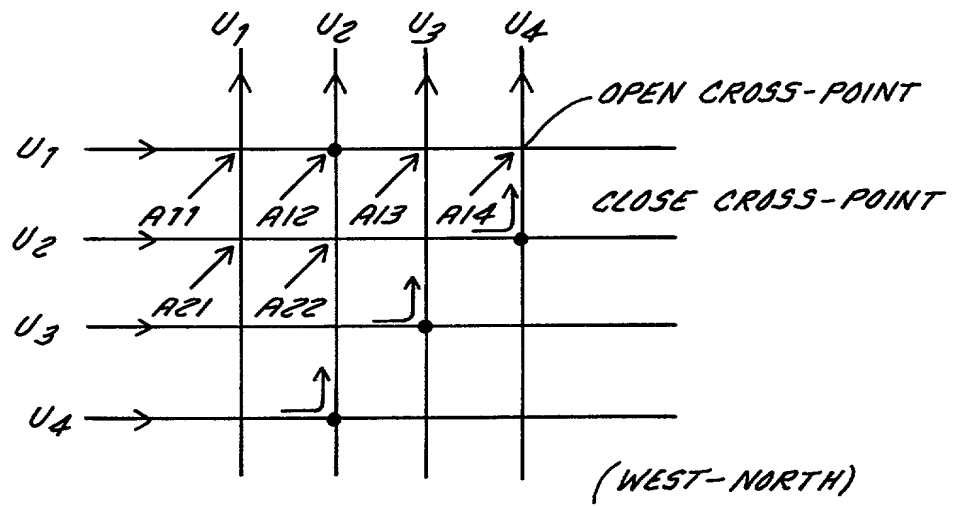 U1 U2 U3 U4
OPEN CROSS-POINT
U1
A11 A12 A13 A14
CLOSE CROSS-POINT
U2
A21 A22
U3
U4
(WEST-NORTH)